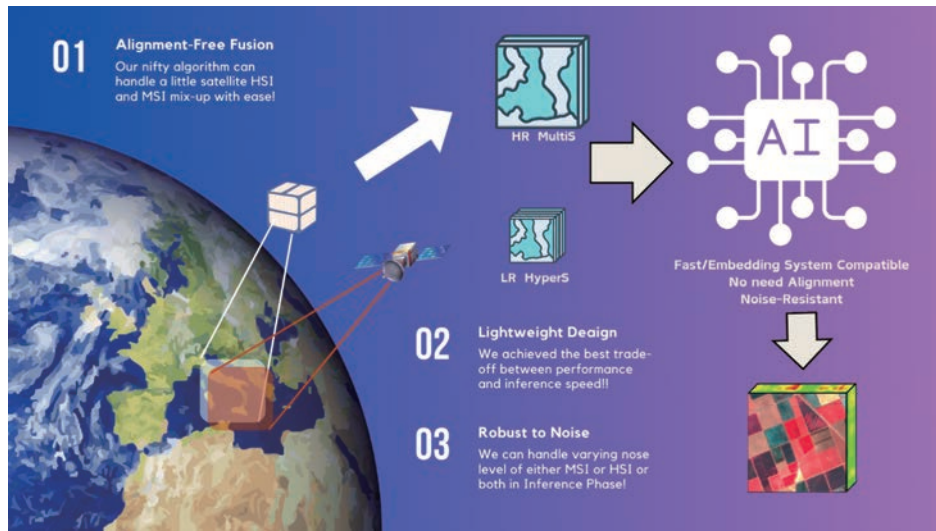 01
Alignment-Free Fusion
Our nifty algorithm can
handle a little satellite HSI
and MSI mix-up with ease!
HR MultiS
LR HyperS
AI
Fast/Embedding System Compatible
No need Alignment
Noise-Resistant
02
Lightweight Deaign
We achieved the best trade-
off between performance
and inference speed!!
03
Robust to Noise
We can handle varying nose
level of either MSI or HSI or
both in Inference Phase!